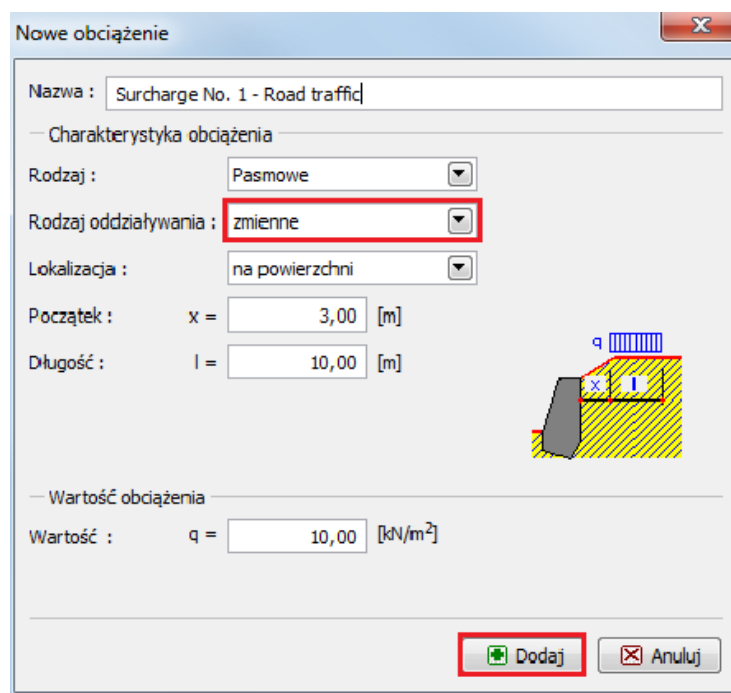 Nowe obciążenie
Nazwa : Surcharge No. 1 - Road traffic
Charakterystyka obciążenia
Rodzaj : Pasmowe
Rodzaj oddziaływania : zmienne
Lokalizacja : na powierzchni
Początek : x = 3,00 [m]
Długość : l = 10,00 [m]
q
x l
Wartość obciążenia
Wartość : q = 10,00 [kN/m²]
Dodaj Anuluj